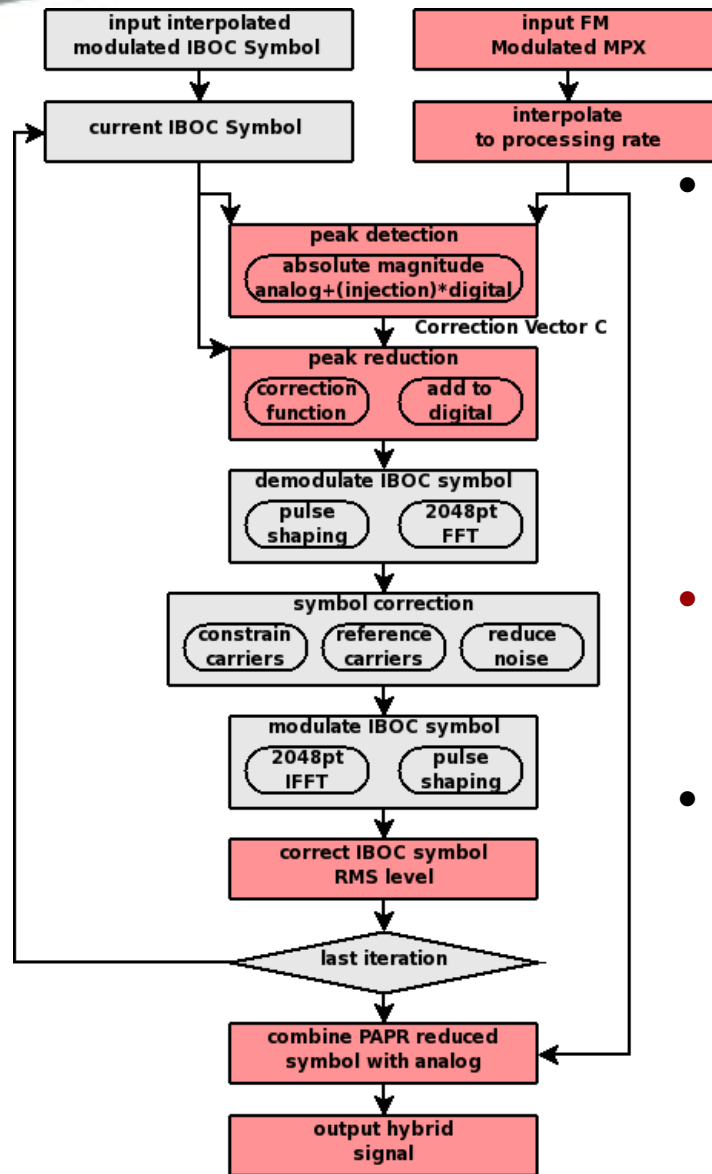 input interpolated
modulated IBOC Symbol
input FM
Modulated MPX
current IBOC Symbol
interpolate
to processing rate
peak detection
absolute magnitude
analog+(injection)*digital
Correction Vector C
peak reduction
correction
function
add to
digital
demodulate IBOC symbol
pulse
shaping
2048pt
FFT
symbol correction
constrain
carriers
reference
carriers
reduce
noise
modulate IBOC symbol
2048pt
IFFT
pulse
shaping
correct IBOC symbol
RMS level
last iteration
combine PAPR reduced
symbol with analog
output hybrid
signal